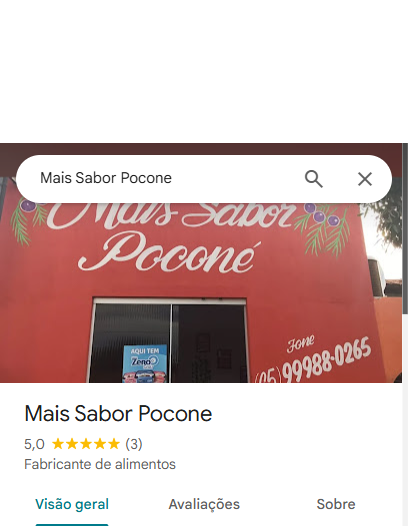 Mais Sabor Pocone
Mais Sabor
Poconé
AQUI TEM
Zero
Fone
(65) 99988-0265
Mais Sabor Pocone
5,0 ★★★★★ (3)
Fabricante de alimentos
Visão geral Avaliações Sobre